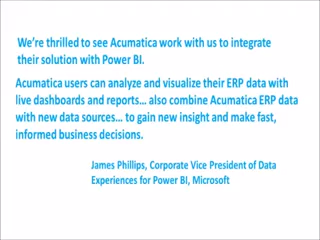 We're thrilled to see Acumatica work with us to integrate
their solution with Power BI.
Acumatica users can analyze and visualize their ERP data with
live dashboards and reports... also combine Acumatica ERP data
with new data sources... to gain new insight and make fast,
informed business decisions.
James Phillips, Corporate Vice President of Data
Experiences for Power BI, Microsoft